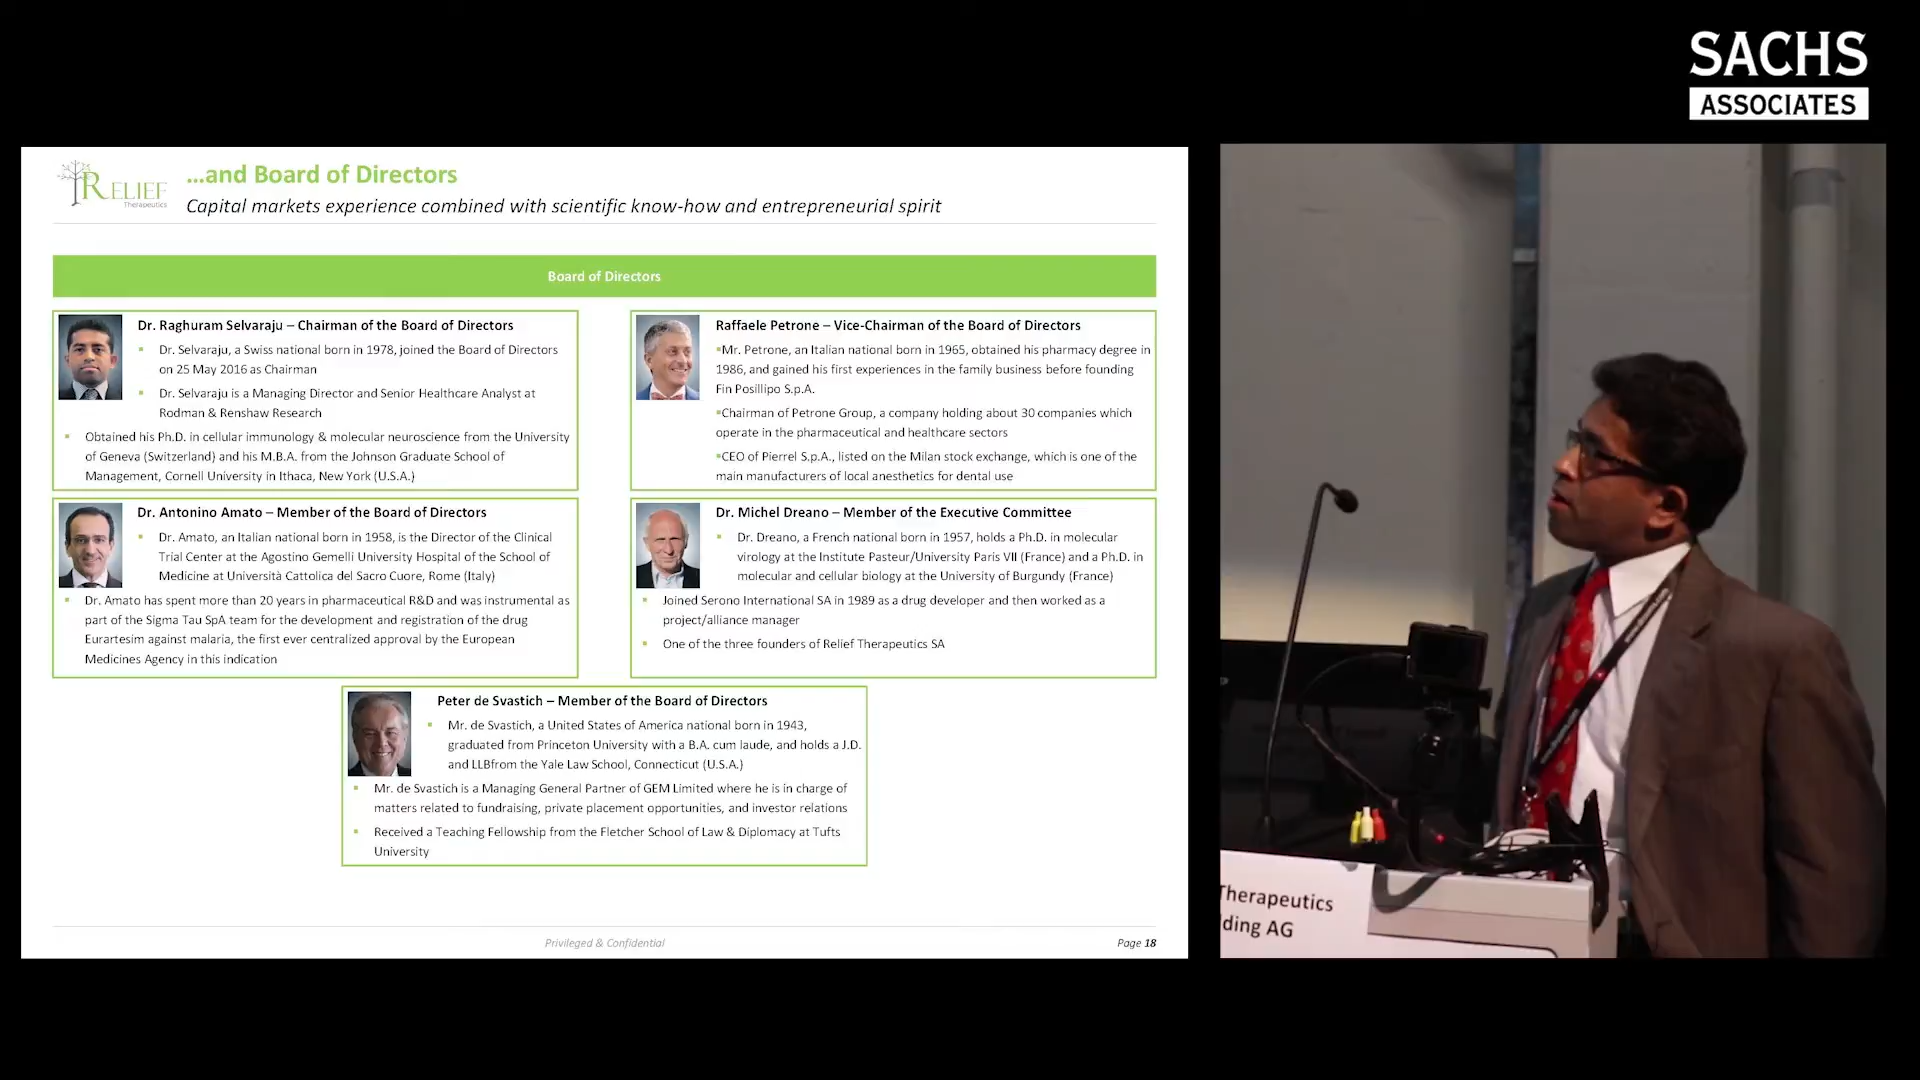 SACHS
ASSOCIATES
RELIEF
Therapeutics
...and Board of Directors
Capital markets experience combined with scientific know-how and entrepreneurial spirit
Board of Directors
Dr. Raghuram Selvaraju – Chairman of the Board of Directors
Dr. Selvaraju, a Swiss national born in 1978, joined the Board of Directors
on 25 May 2016 as Chairman
Dr. Selvaraju is a Managing Director and Senior Healthcare Analyst at
Rodman & Renshaw Research
Obtained his Ph.D. in cellular immunology & molecular neuroscience from the University
of Geneva (Switzerland) and his M.B.A. from the Johnson Graduate School of
Management, Cornell University in Ithaca, New York (U.S.A.)
Raffaele Petrone – Vice-Chairman of the Board of Directors
Mr. Petrone, an Italian national born in 1965, obtained his pharmacy degree in
1986, and gained his first experiences in the family business before founding
Fin Posillipo S.p.A.
Chairman of Petrone Group, a company holding about 30 companies which
operate in the pharmaceutical and healthcare sectors
CEO of Pierrel S.p.A., listed on the Milan stock exchange, which is one of the
main manufacturers of local anesthetics for dental use
Dr. Antonino Amato – Member of the Board of Directors
Dr. Amato, an Italian national born in 1958, is the Director of the Clinical
Trial Center at the Agostino Gemelli University Hospital of the School of
Medicine at Università Cattolica del Sacro Cuore, Rome (Italy)
Dr. Amato has spent more than 20 years in pharmaceutical R&D and was instrumental as
part of the Sigma Tau SpA team for the development and registration of the drug
Eurartesim against malaria, the first ever centralized approval by the European
Medicines Agency in this indication
Dr. Michel Dreano – Member of the Executive Committee
Dr. Dreano, a French national born in 1957, holds a Ph.D. in molecular
virology at the Institute Pasteur/University Paris VII (France) and a Ph.D. in
molecular and cellular biology at the University of Burgundy (France)
Joined Serono International SA in 1989 as a drug developer and then worked as a
project/alliance manager
One of the three founders of Relief Therapeutics SA
Peter de Svastich – Member of the Board of Directors
Mr. de Svastich, a United States of America national born in 1943,
graduated from Princeton University with a B.A. cum laude, and holds a J.D.
and LLBfrom the Yale Law School, Connecticut (U.S.A.)
Mr. de Svastich is a Managing General Partner of GEM Limited where he is in charge of
matters related to fundraising, private placement opportunities, and investor relations
Received a Teaching Fellowship from the Fletcher School of Law & Diplomacy at Tufts
University
Privileged & Confidential
Page 18
Therapeutics
ding AG